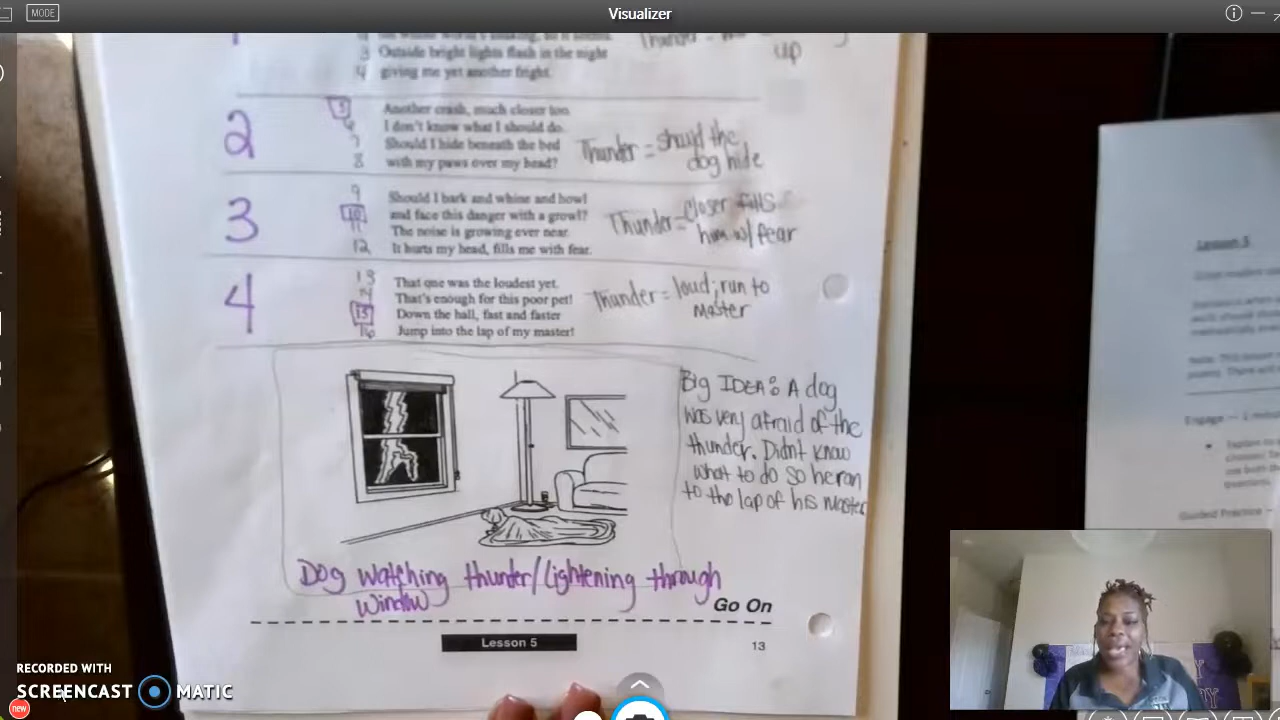 MODE
Visualizer
3 Outside bright lights flash in the night
up
4 giving me yet another fright.
2
5 Another crash, much closer too.
6 I don't know what I should do.
7 Should I hide beneath the bed
8 with my paws over my head?
Thunder = should the
dog hide
3
9 Should I bark and whine and howl
10 and face this danger with a growl?
11 The noise is growing ever near.
12 It hurts my head, fills me with fear.
Thunder = Closer fills
him w/ fear
4
13 That one was the loudest yet.
14 That's enough for this poor pet!
15 Down the hall, fast and faster
16 Jump into the lap of my master!
Thunder = loud; run to
Master
Big IDEA: A dog
was very afraid of the
thunder. Didnt know
what to do so he ran
to the lap of his Master
Dog watching thunder/lightening through
window
Go On
Lesson 5
13
Lesson 5
RECORDED WITH
SCREENCAST MATIC
new